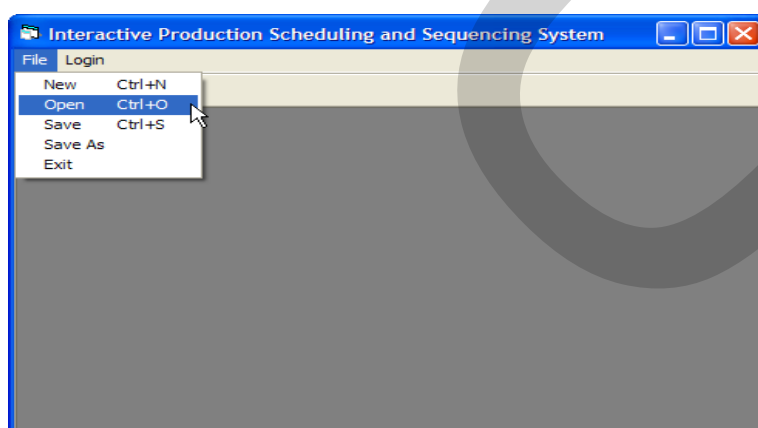 Interactive Production Scheduling and Sequencing System
File Login
New Ctrl+N
Open Ctrl+O
Save Ctrl+S
Save As
Exit